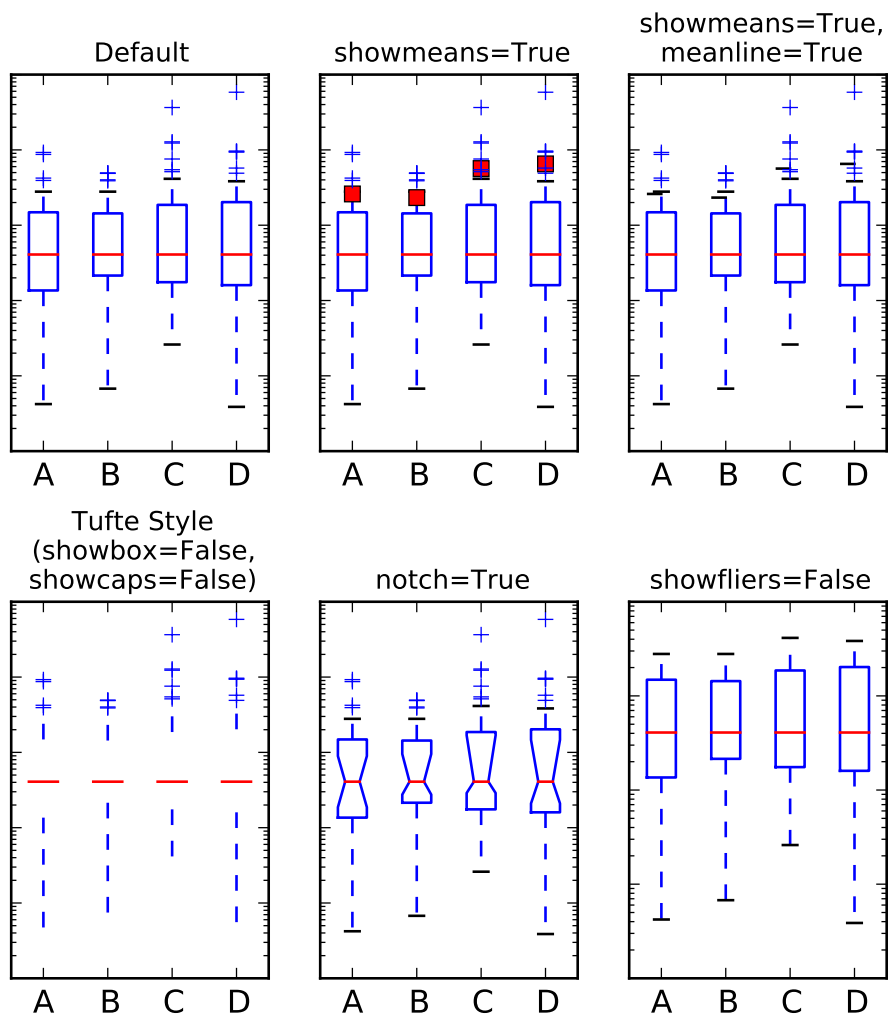 Default
showmeans=True
showmeans=True,
meanline=True
A B C D
A B C D
A B C D
Tufte Style
(showbox=False,
showcaps=False)
notch=True
showfliers=False
A B C D
A B C D
A B C D